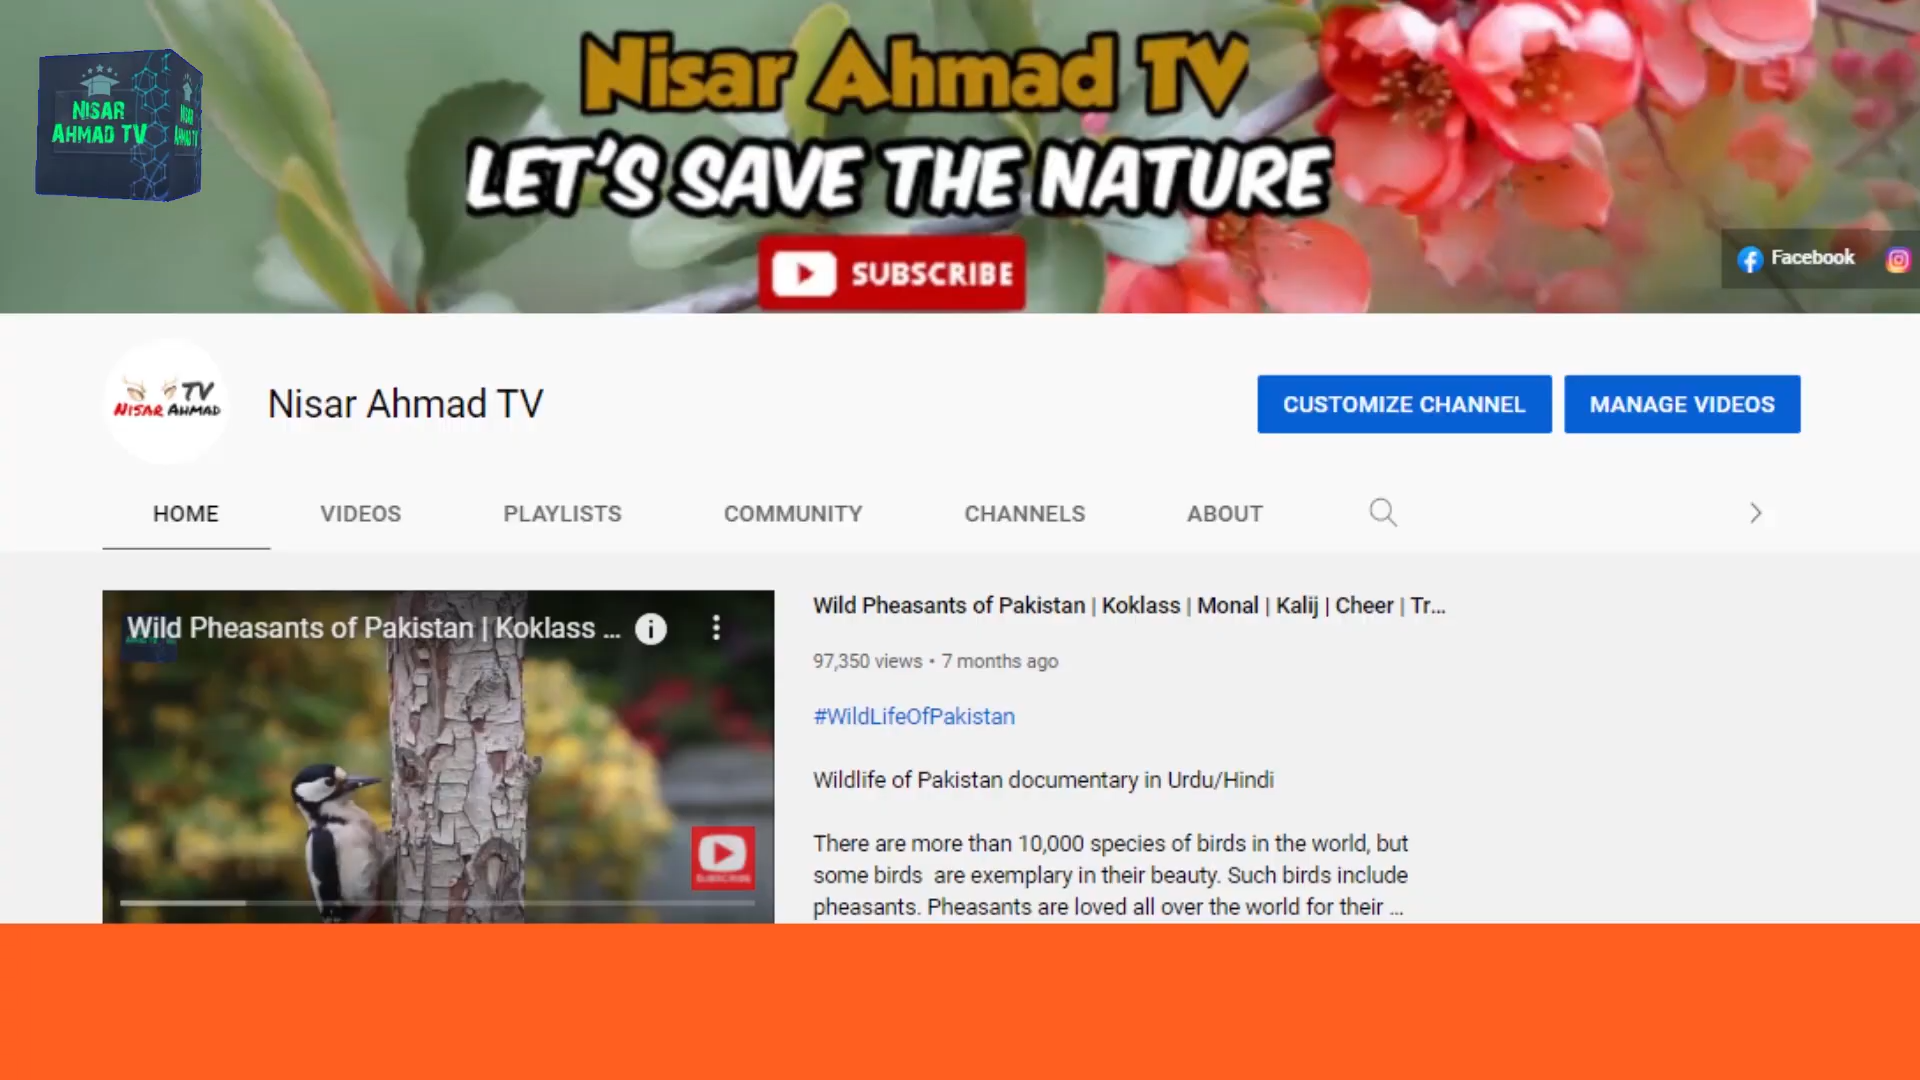 Nisar Ahmad TV
LET'S SAVE THE NATURE
NISAR
AHMAD TV
NISAR
AHMAD TV
SUBSCRIBE
Facebook
TV
NISAR AHMAD
Nisar Ahmad TV
CUSTOMIZE CHANNEL
MANAGE VIDEOS
HOME
VIDEOS
PLAYLISTS
COMMUNITY
CHANNELS
ABOUT
Wild Pheasants of Pakistan | Koklass ...
SUBSCRIBE
Wild Pheasants of Pakistan | Koklass | Monal | Kalij | Cheer | Tr...
97,350 views • 7 months ago
#WildLifeOfPakistan
Wildlife of Pakistan documentary in Urdu/Hindi
There are more than 10,000 species of birds in the world, but
some birds are exemplary in their beauty. Such birds include
pheasants. Pheasants are loved all over the world for their ...